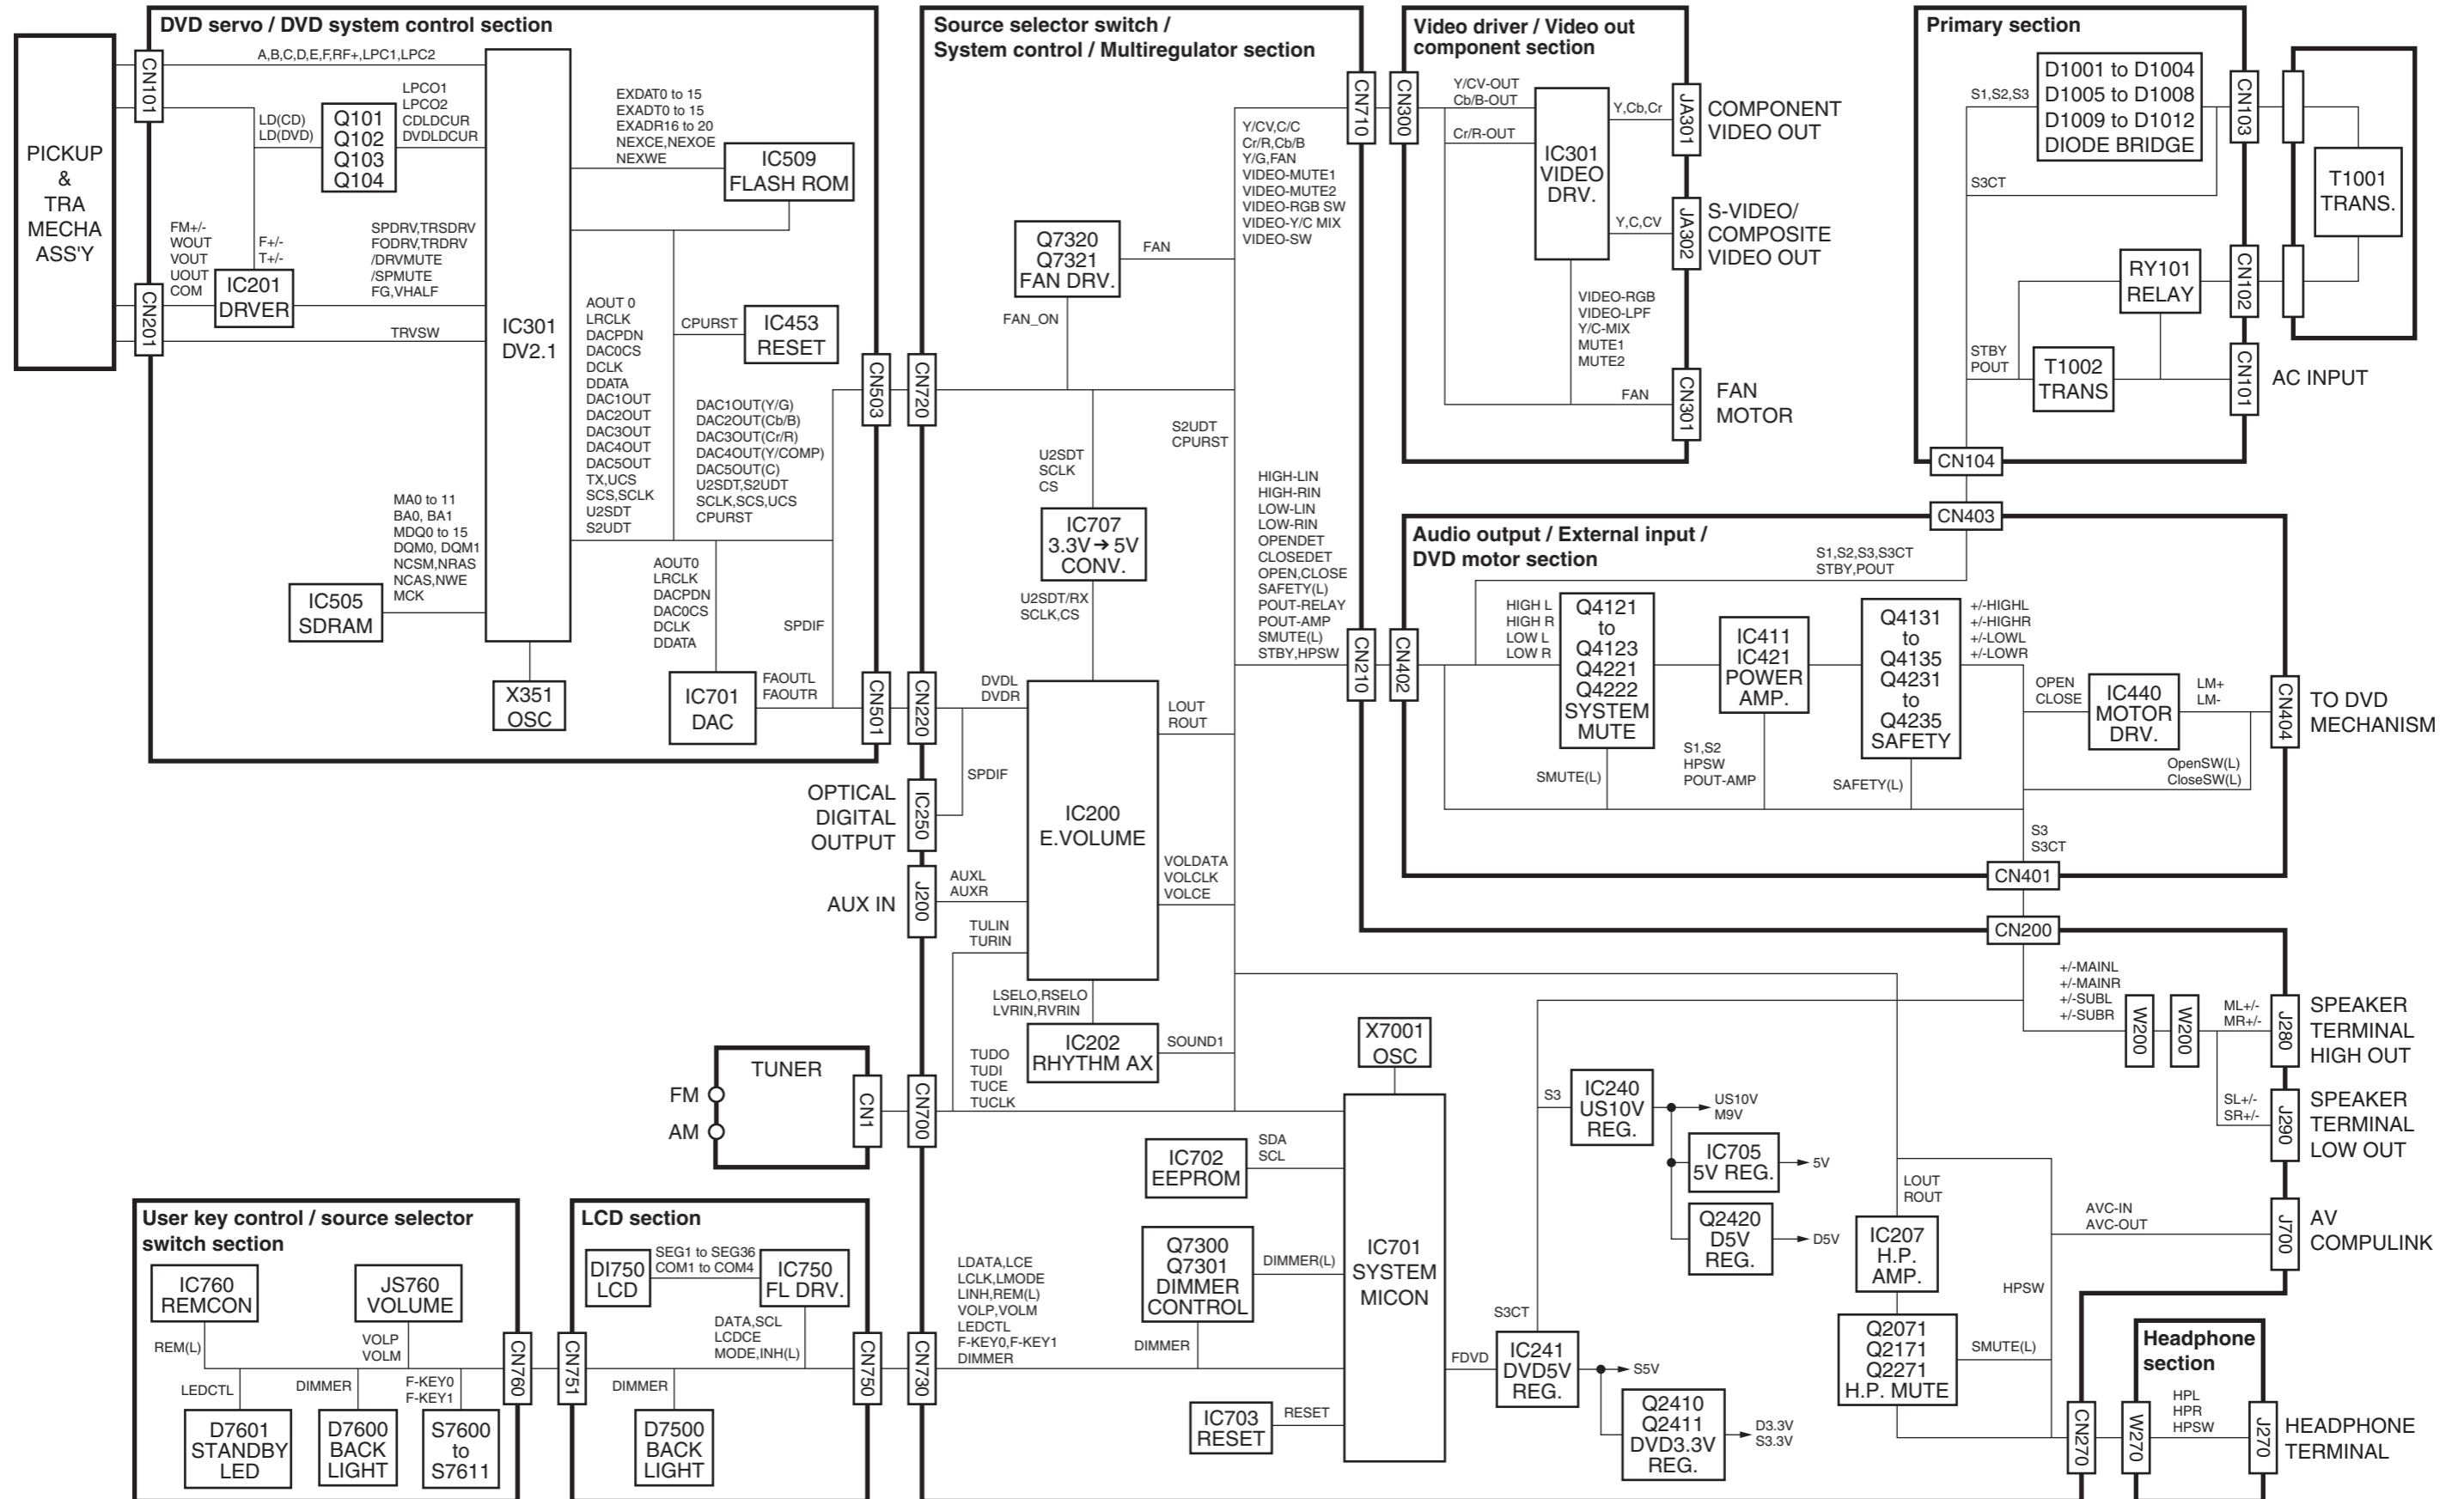 DVD servo / DVD system control section
PICKUP
&
TRA
MECHA
ASS'Y
CN101
A,B,C,D,E,F,RF+,LPC1,LPC2
LD(CD)
LD(DVD)
Q101
Q102
Q103
Q104
LPCO1
LPCO2
CDLDCUR
DVDLDCUR
EXDAT0 to 15
EXADT0 to 15
EXADR16 to 20
NEXCE,NEXOE
NEXWE
IC509
FLASH ROM
FM+/-
WOUT
VOUT
UOUT
COM
F+/-
T+/-
IC201
DRVER
SPDRV,TRSDRV
FODRV,TRDRV
/DRVMUTE
/SPMUTE
FG,VHALF
CN201
TRVSW
IC301
DV2.1
AOUT 0
LRCLK
DACPDN
DAC0CS
DCLK
DDATA
DAC1OUT
DAC2OUT
DAC3OUT
DAC4OUT
DAC5OUT
TX,UCS
SCS,SCLK
U2SDT
S2UDT
CPURST
IC453
RESET
DAC1OUT(Y/G)
DAC2OUT(Cb/B)
DAC3OUT(Cr/R)
DAC4OUT(Y/COMP)
DAC5OUT(C)
U2SDT,S2UDT
SCLK,SCS,UCS
CPURST
MA0 to 11
BA0, BA1
MDQ0 to 15
DQM0, DQM1
NCSM,NRAS
NCAS,NWE
MCK
IC505
SDRAM
X351
OSC
AOUT0
LRCLK
DACPDN
DAC0CS
DCLK
DDATA
SPDIF
IC701
DAC
FAOUTL
FAOUTR
CN503
CN501
Source selector switch /
System control / Multiregulator section
CN720
CN220
Q7320
Q7321
FAN DRV.
FAN
FAN_ON
Y/CV,C/C
Cr/R,Cb/B
Y/G,FAN
VIDEO-MUTE1
VIDEO-MUTE2
VIDEO-RGB SW
VIDEO-Y/C MIX
VIDEO-SW
CN710
U2SDT
SCLK
CS
S2UDT
CPURST
IC707
3.3V→5V
CONV.
U2SDT/RX
SCLK,CS
HIGH-LIN
HIGH-RIN
LOW-LIN
LOW-RIN
OPENDET
CLOSEDET
OPEN,CLOSE
SAFETY(L)
POUT-RELAY
POUT-AMP
SMUTE(L)
STBY,HPSW
CN210
DVDL
DVDR
SPDIF
OPTICAL
DIGITAL
OUTPUT
IC250
AUX IN
J200
AUXL
AUXR
TULIN
TURIN
IC200
E.VOLUME
LOUT
ROUT
VOLDATA
VOLCLK
VOLCE
LSELO,RSELO
LVRIN,RVRIN
IC202
RHYTHM AX
SOUND1
TUDO
TUDI
TUCE
TUCLK
TUNER
FM
AM
CN1
CN700
X7001
OSC
IC702
EEPROM
SDA
SCL
Q7300
Q7301
DIMMER
CONTROL
DIMMER(L)
DIMMER
IC701
SYSTEM
MICON
IC703
RESET
RESET
LDATA,LCE
LCLK,LMODE
LINH,REM(L)
VOLP,VOLM
LEDCTL
F-KEY0,F-KEY1
DIMMER
CN730
FDVD
S3CT
IC241
DVD5V
REG.
S5V
Q2410
Q2411
DVD3.3V
REG.
D3.3V
S3.3V
S3
IC240
US10V
REG.
US10V
M9V
IC705
5V REG.
5V
Q2420
D5V
REG.
D5V
LOUT
ROUT
IC207
H.P.
AMP.
Q2071
Q2171
Q2271
H.P. MUTE
SMUTE(L)
HPSW
AVC-IN
AVC-OUT
J700
AV
COMPULINK
CN200
+/-MAINL
+/-MAINR
+/-SUBL
+/-SUBR
W200
W200
ML+/-
MR+/-
J280
SPEAKER
TERMINAL
HIGH OUT
SL+/-
SR+/-
J290
SPEAKER
TERMINAL
LOW OUT
CN270
Headphone
section
W270
HPL
HPR
HPSW
J270
HEADPHONE
TERMINAL
Video driver / Video out
component section
CN300
Y/CV-OUT
Cb/B-OUT
Cr/R-OUT
IC301
VIDEO
DRV.
Y,Cb,Cr
JA301
COMPONENT
VIDEO OUT
Y,C,CV
JA302
S-VIDEO/
COMPOSITE
VIDEO OUT
VIDEO-RGB
VIDEO-LPF
Y/C-MIX
MUTE1
MUTE2
FAN
CN301
FAN
MOTOR
Primary section
S1,S2,S3
D1001 to D1004
D1005 to D1008
D1009 to D1012
DIODE BRIDGE
CN103
S3CT
T1001
TRANS.
RY101
RELAY
CN102
STBY
POUT
T1002
TRANS
CN101
AC INPUT
CN104
CN403
Audio output / External input /
DVD motor section
S1,S2,S3,S3CT
STBY,POUT
CN402
HIGH L
HIGH R
LOW L
LOW R
Q4121
to
Q4123
Q4221
Q4222
SYSTEM
MUTE
IC411
IC421
POWER
AMP.
Q4131
to
Q4135
Q4231
to
Q4235
SAFETY
+/-HIGHL
+/-HIGHR
+/-LOWL
+/-LOWR
OPEN
CLOSE
IC440
MOTOR
DRV.
LM+
LM-
CN404
TO DVD
MECHANISM
SMUTE(L)
S1,S2
HPSW
POUT-AMP
SAFETY(L)
OpenSW(L)
CloseSW(L)
S3
S3CT
CN401
User key control / source selector
switch section
IC760
REMCON
JS760
VOLUME
REM(L)
VOLP
VOLM
LEDCTL
DIMMER
F-KEY0
F-KEY1
D7601
STANDBY
LED
D7600
BACK
LIGHT
S7600
to
S7611
CN760
LCD section
CN751
DI750
LCD
SEG1 to SEG36
COM1 to COM4
IC750
FL DRV.
DATA,SCL
LCDCE
MODE,INH(L)
DIMMER
D7500
BACK
LIGHT
CN750